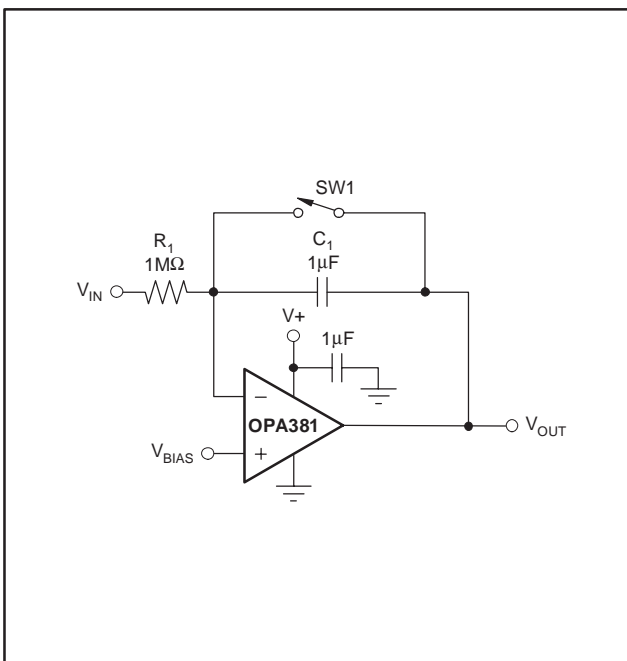 SW1
R1
1MΩ
C1
1μF
VIN
V+
1μF
−
OPA381
VBIAS
+
VOUT